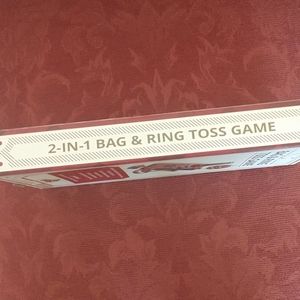 2-IN-1 BAG & RING TOSS GAME